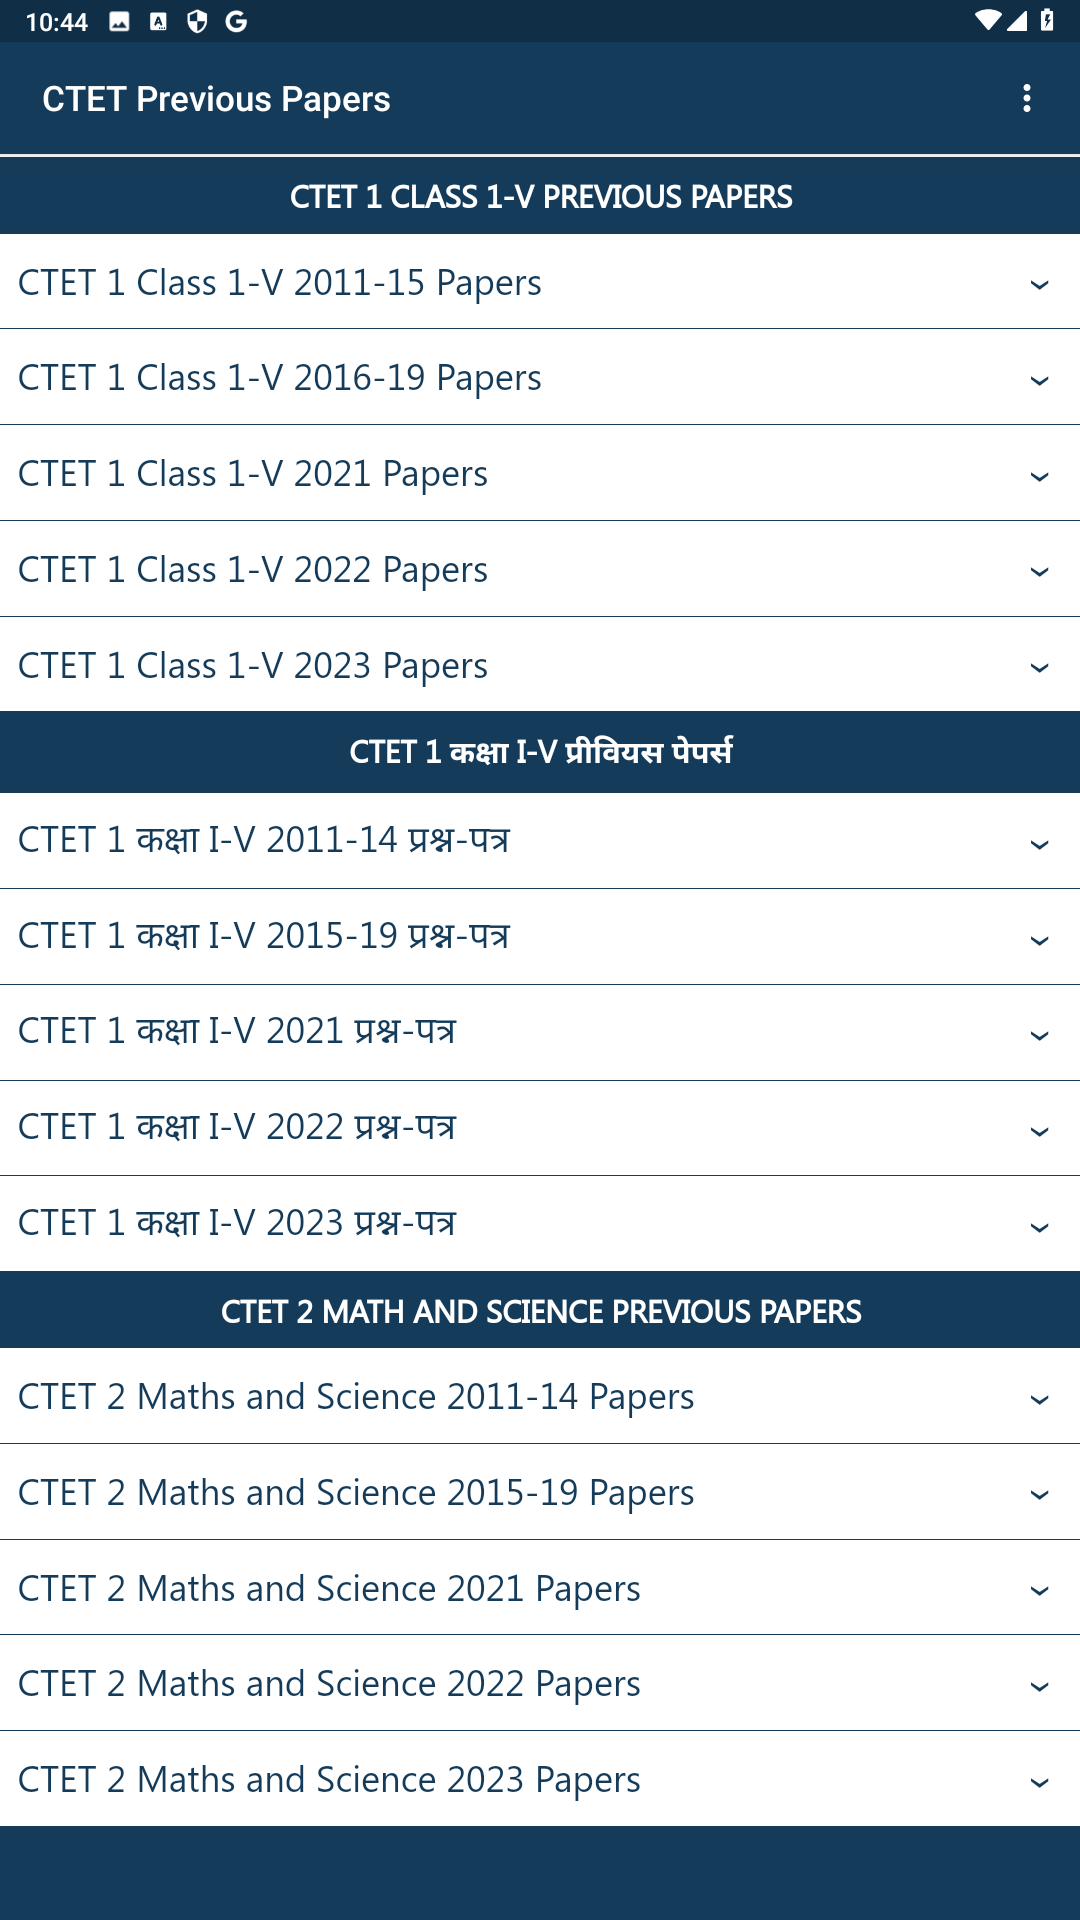 10:44
CTET Previous Papers
CTET 1 CLASS 1-V PREVIOUS PAPERS
CTET 1 Class 1-V 2011-15 Papers
CTET 1 Class 1-V 2016-19 Papers
CTET 1 Class 1-V 2021 Papers
CTET 1 Class 1-V 2022 Papers
CTET 1 Class 1-V 2023 Papers
CTET 1 कक्षा I-V प्रीवियस पेपर्स
CTET 1 कक्षा I-V 2011-14 प्रश्न-पत्र
CTET 1 कक्षा I-V 2015-19 प्रश्न-पत्र
CTET 1 कक्षा I-V 2021 प्रश्न-पत्र
CTET 1 कक्षा I-V 2022 प्रश्न-पत्र
CTET 1 कक्षा I-V 2023 प्रश्न-पत्र
CTET 2 MATH AND SCIENCE PREVIOUS PAPERS
CTET 2 Maths and Science 2011-14 Papers
CTET 2 Maths and Science 2015-19 Papers
CTET 2 Maths and Science 2021 Papers
CTET 2 Maths and Science 2022 Papers
CTET 2 Maths and Science 2023 Papers